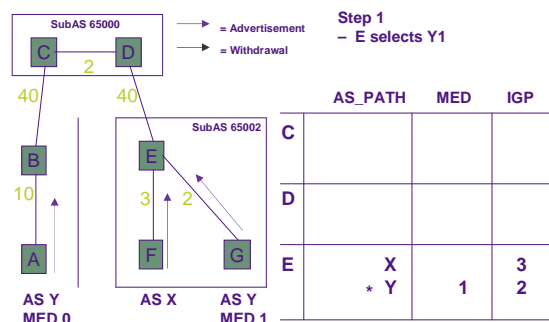 SubAS 65000
C
D
2
40
40
= Advertisement
= Withdrawal
Step 1
– E selects Y1
SubAS 65002
B
10
A
E
3
2
F
G
AS Y
MED 0
AS X
AS Y
MED 1
AS_PATH MED IGP
C
D
E X 3
* Y 1 2